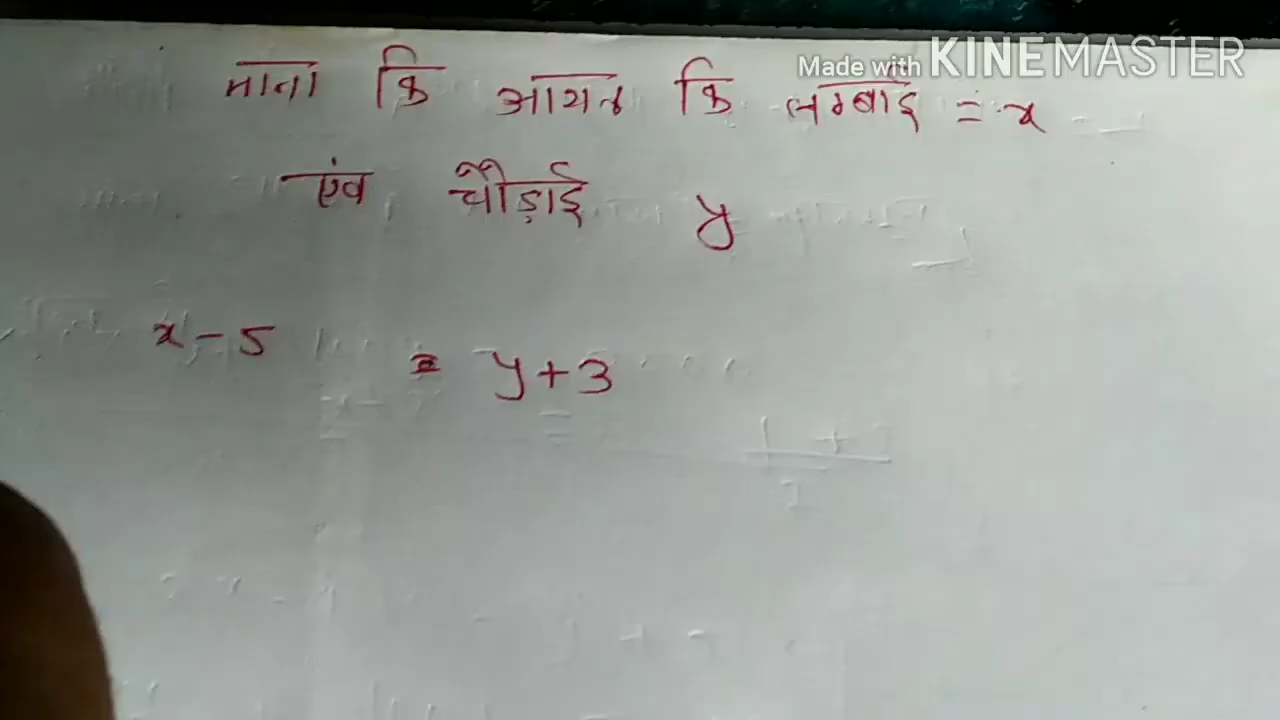 Made with KINEMASTER
माना कि आयत कि लम्बाई = x
एंव चौड़ाई y
x - 5 = y + 3